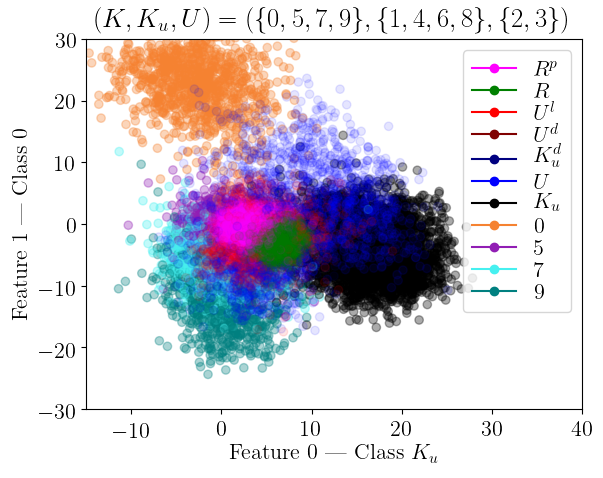 (K, K_u, U) = ({0, 5, 7, 9}, {1, 4, 6, 8}, {2, 3})
30
20
10
0
−10
−20
−30
Feature 1 — Class 0
R^p
R
U^l
U^d
K_u^d
U
K_u
0
5
7
9
−10 0 10 20 30 40
Feature 0 — Class K_u